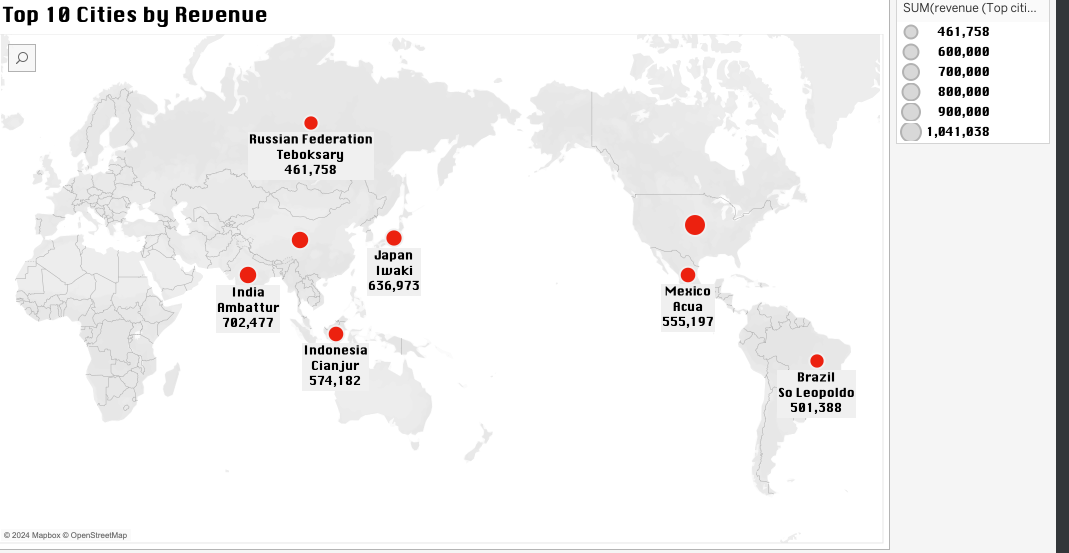 Top 10 Cities by Revenue
SUM(revenue (Top citi...
461,758
600,000
700,000
800,000
900,000
1,041,038
Russian Federation
Teboksary
461,758
Japan
Iwaki
636,973
India
Ambattur
702,477
Mexico
Acua
555,197
Indonesia
Cianjur
574,182
Brazil
So Leopoldo
501,388
© 2024 Mapbox © OpenStreetMap